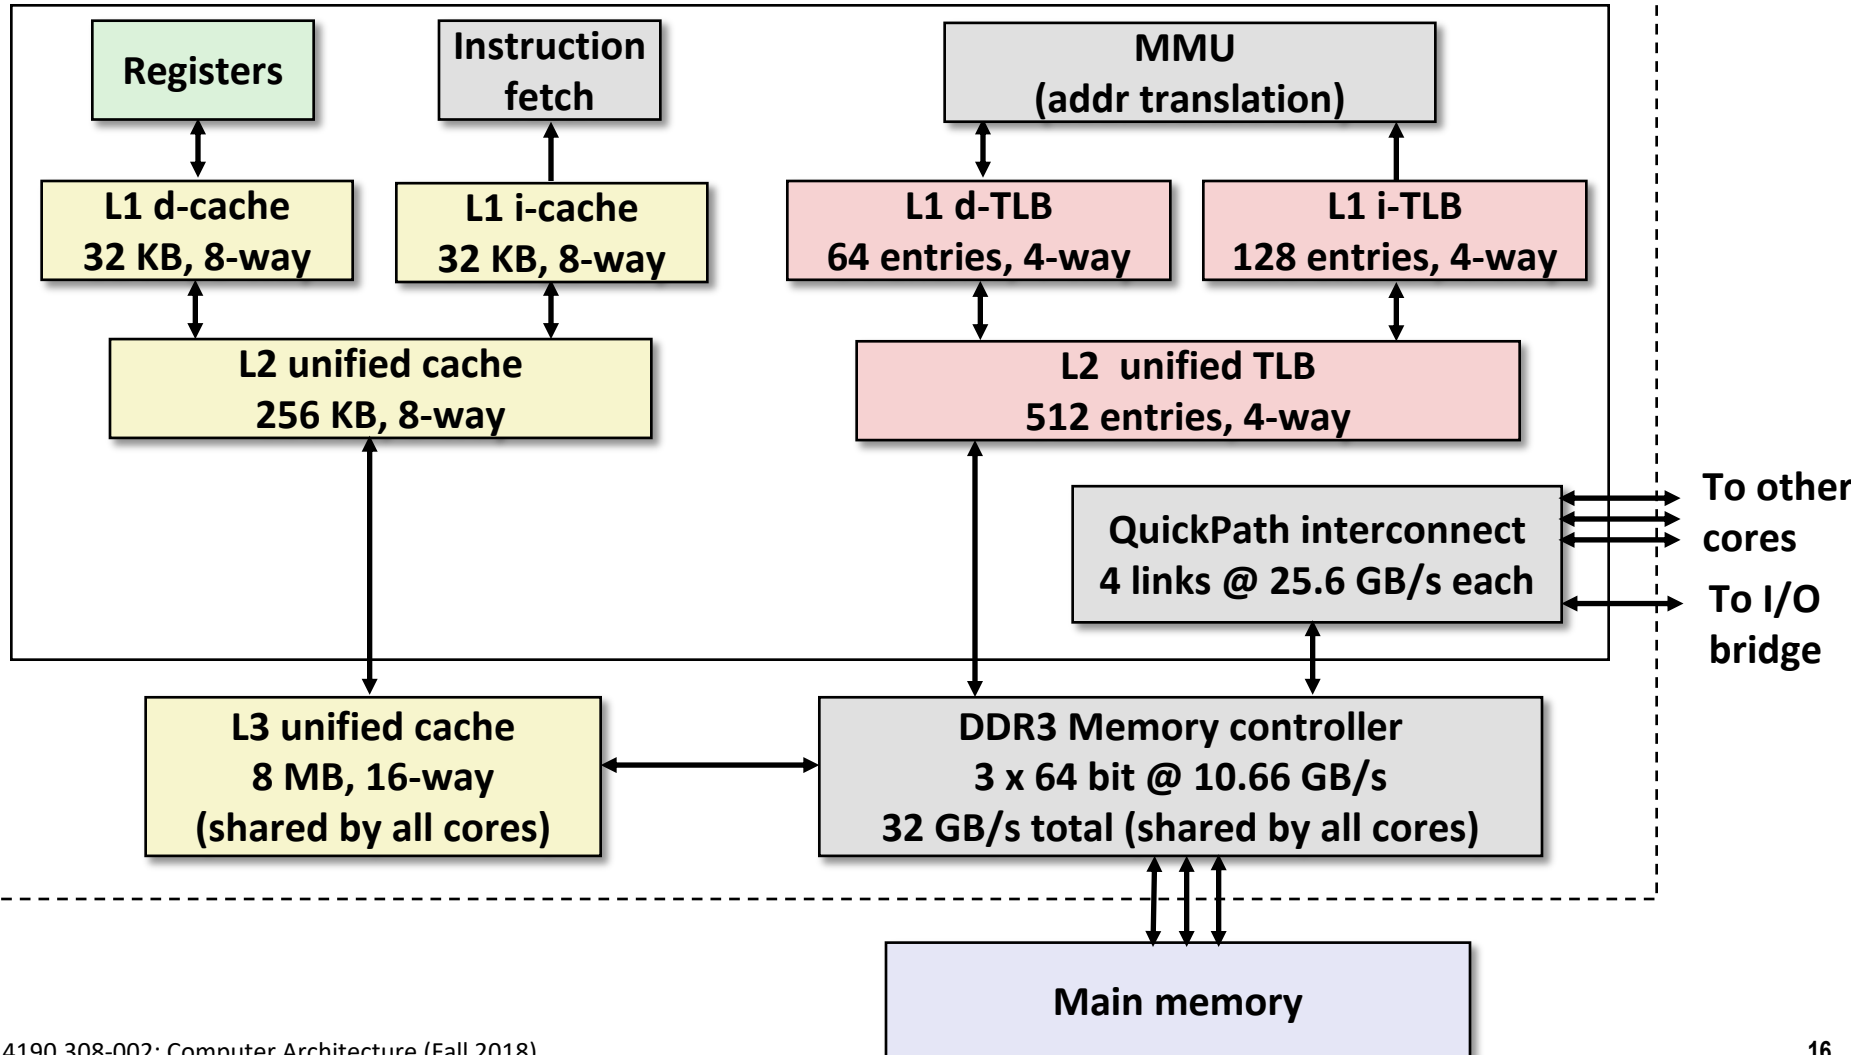 Registers
Instruction
fetch
MMU
(addr translation)
L1 d-cache
32 KB, 8-way
L1 i-cache
32 KB, 8-way
L1 d-TLB
64 entries, 4-way
L1 i-TLB
128 entries, 4-way
L2 unified cache
256 KB, 8-way
L2 unified TLB
512 entries, 4-way
QuickPath interconnect
4 links @ 25.6 GB/s each
To other
cores
To I/O
bridge
L3 unified cache
8 MB, 16-way
(shared by all cores)
DDR3 Memory controller
3 x 64 bit @ 10.66 GB/s
32 GB/s total (shared by all cores)
Main memory
4190.308-002: Computer Architecture (Fall 2018)
16